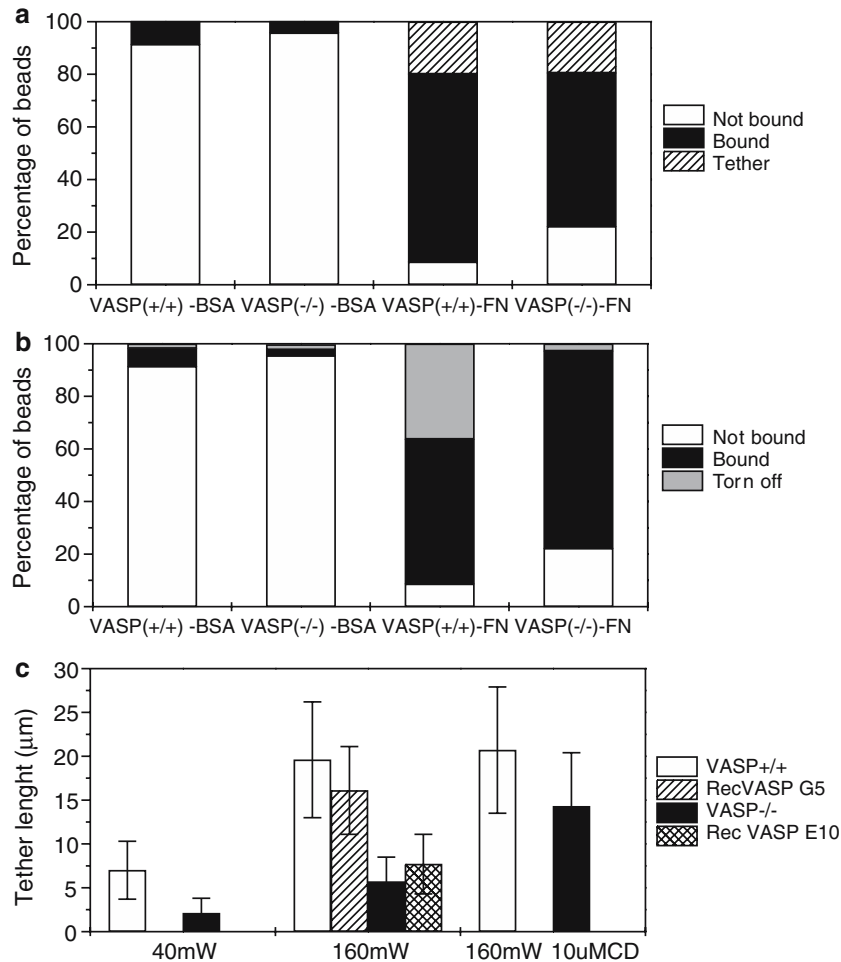 a
100
80
60
40
20
0
Percentage of beads
VASP(+/+) -BSA VASP(-/-) -BSA VASP(+/+)-FN VASP(-/-)-FN
Not bound
Bound
Tether
b
100
80
60
40
20
0
Percentage of beads
VASP(+/+) -BSA VASP(-/-) -BSA VASP(+/+)-FN VASP(-/-)-FN
Not bound
Bound
Torn off
c
30
25
20
15
10
5
0
Tether lenght (μm)
40mW 160mW 160mW 10uMCD
VASP+/+
RecVASP G5
VASP-/-
Rec VASP E10